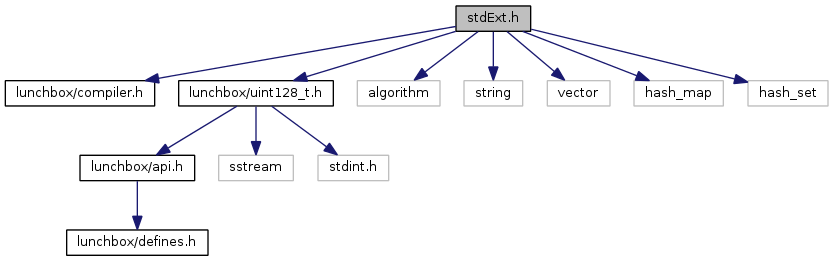 stdExt.h
lunchbox/compiler.h
lunchbox/uint128_t.h
algorithm
string
vector
hash_map
hash_set
lunchbox/api.h
sstream
stdint.h
lunchbox/defines.h